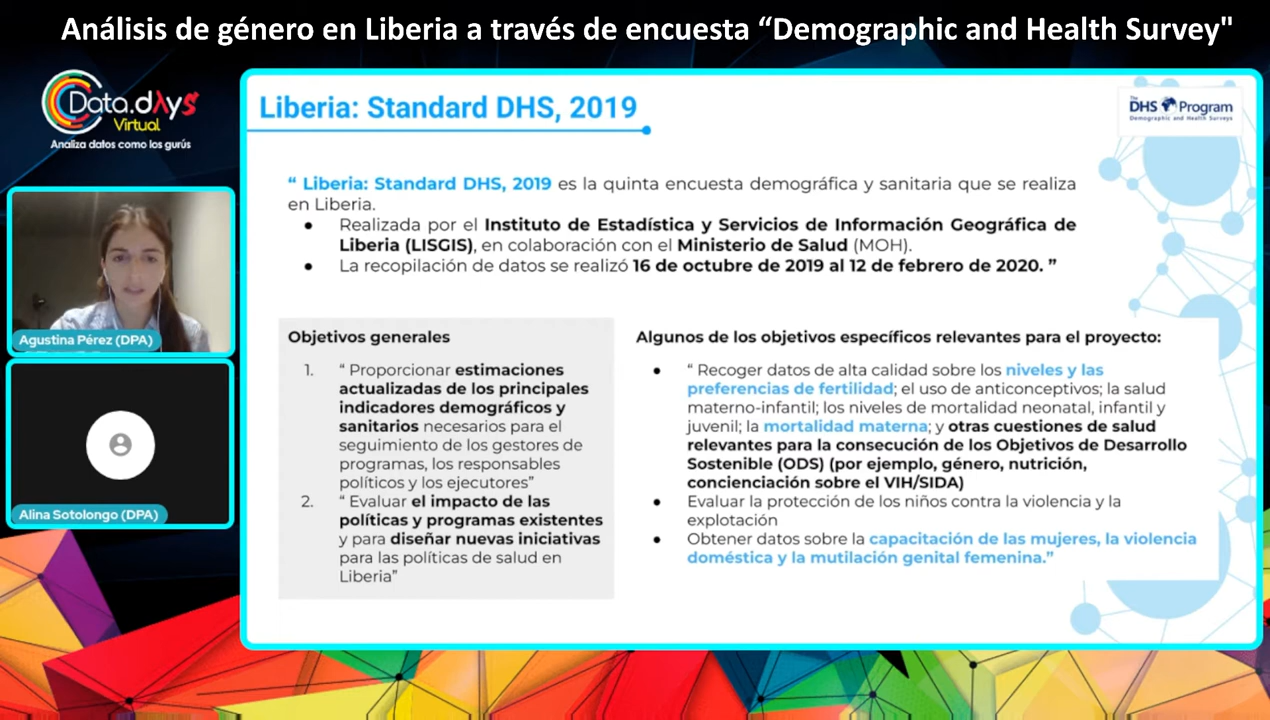 Análisis de género en Liberia a través de encuesta “Demographic and Health Survey"
Data.dAys
Virtual
Analiza datos como los gurús
Agustina Pérez (DPA)
Alina Sotolongo (DPA)
Liberia: Standard DHS, 2019
The
DHS Program
Demographic and Health Surveys
“ Liberia: Standard DHS, 2019 es la quinta encuesta demográfica y sanitaria que se realiza
en Liberia.
● Realizada por el Instituto de Estadística y Servicios de Información Geográfica de
Liberia (LISGIS), en colaboración con el Ministerio de Salud (MOH).
● La recopilación de datos se realizó 16 de octubre de 2019 al 12 de febrero de 2020. ”
Objetivos generales
1. “ Proporcionar estimaciones
actualizadas de los principales
indicadores demográficos y
sanitarios necesarios para el
seguimiento de los gestores de
programas, los responsables
políticos y los ejecutores”
2. “ Evaluar el impacto de las
políticas y programas existentes
y para diseñar nuevas iniciativas
para las políticas de salud en
Liberia”
Algunos de los objetivos específicos relevantes para el proyecto:
● “ Recoger datos de alta calidad sobre los niveles y las
preferencias de fertilidad; el uso de anticonceptivos; la salud
materno-infantil; los niveles de mortalidad neonatal, infantil y
juvenil; la mortalidad materna; y otras cuestiones de salud
relevantes para la consecución de los Objetivos de Desarrollo
Sostenible (ODS) (por ejemplo, género, nutrición,
concienciación sobre el VIH/SIDA)
● Evaluar la protección de los niños contra la violencia y la
explotación
● Obtener datos sobre la capacitación de las mujeres, la violencia
doméstica y la mutilación genital femenina.”